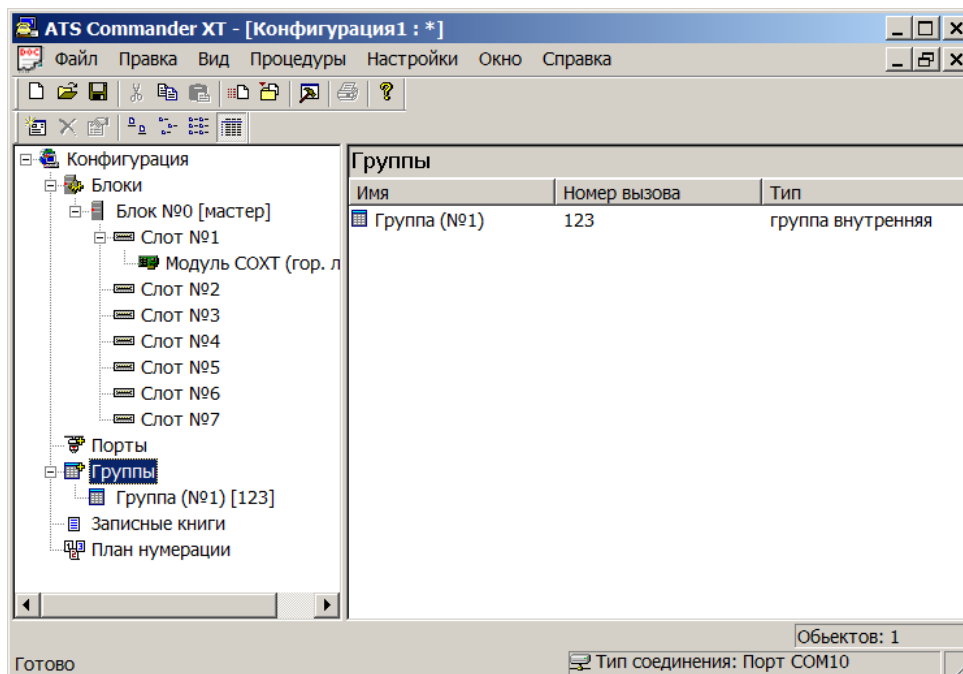 ATS Commander XT - [Конфигурация1 : *]
Файл Правка Вид Процедуры Настройки Окно Справка
Конфигурация
Блоки
Блок №0 [мастер]
Слот №1
Модуль СОХТ (гор. л
Слот №2
Слот №3
Слот №4
Слот №5
Слот №6
Слот №7
Порты
Группы
Группа (№1) [123]
Записные книги
План нумерации
Группы
Имя Номер вызова Тип
Группа (№1) 123 группа внутренняя
Обьектов: 1
Готово Тип соединения: Порт COM10